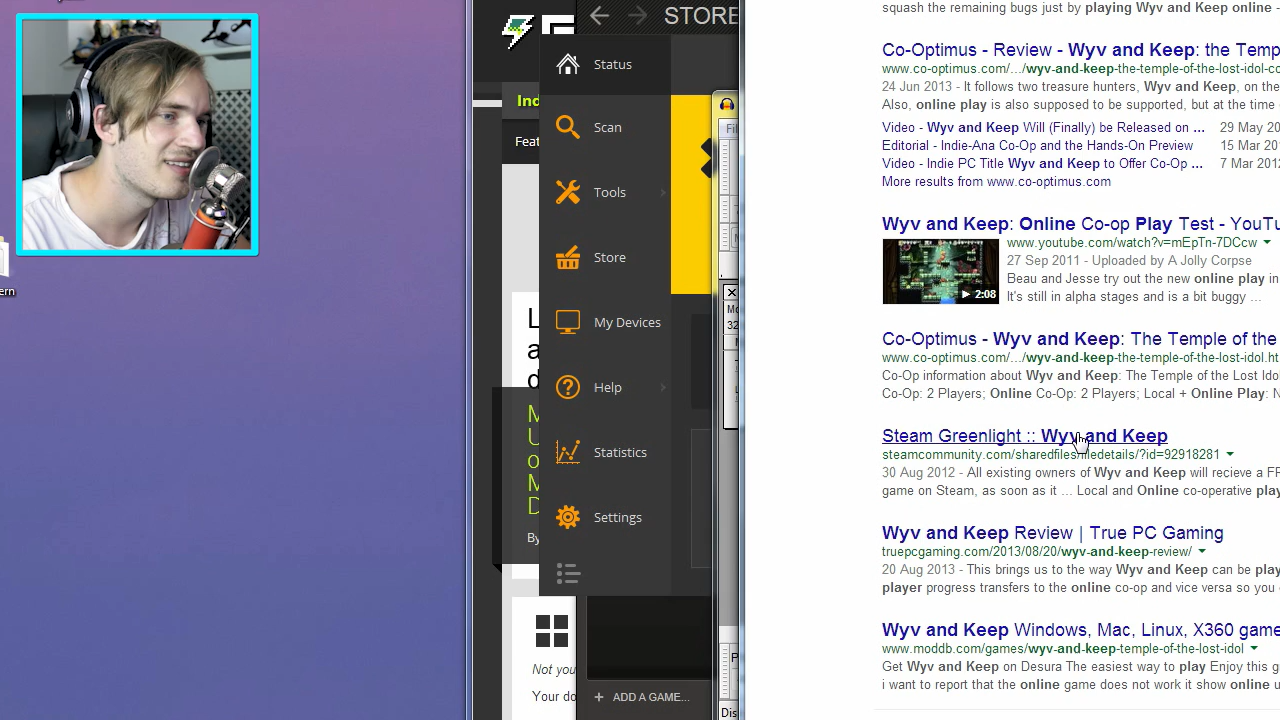 ern
Ind
Feat
L
a
d
M
U
o
M
D
By
Not you
Your do
Status
Scan
Tools
Store
My Devices
Help
Statistics
Settings
STORE
ADD A GAME...
Fil
Mo
32
P
Dis
squash the remaining bugs just by playing Wyv and Keep online -
Co-Optimus - Review - Wyv and Keep: the Temp
www.co-optimus.com/.../wyv-and-keep-the-temple-of-the-lost-idol-co
24 Jun 2013 - It follows two treasure hunters, Wyv and Keep, on the
Also, online play is also supposed to be supported, but at the time
Video - Wyv and Keep Will (Finally) be Released on ... 29 May 20
Editorial - Indie-Ana Co-Op and the Hands-On Preview 15 Mar 201
Video - Indie PC Title Wyv and Keep to Offer Co-Op ... 7 Mar 2012
More results from www.co-optimus.com
Wyv and Keep: Online Co-op Play Test - YouTu
www.youtube.com/watch?v=mEpTn-7DCcw
27 Sep 2011 - Uploaded by A Jolly Corpse
Beau and Jesse try out the new online play in
It's still in alpha stages and is a bit buggy ...
2:08
Co-Optimus - Wyv and Keep: The Temple of the
www.co-optimus.com/.../wyv-and-keep-the-temple-of-the-lost-idol.ht
Co-Op information about Wyv and Keep: The Temple of the Lost Ido
Co-Op: 2 Players; Online Co-Op: 2 Players; Local + Online Play: N
Steam Greenlight :: Wyv and Keep
steamcommunity.com/sharedfiles/filedetails/?id=92918281
30 Aug 2012 - All existing owners of Wyv and Keep will recieve a FR
game on Steam, as soon as it ... Local and Online co-operative play
Wyv and Keep Review | True PC Gaming
truepcgaming.com/2013/08/20/wyv-and-keep-review/
20 Aug 2013 - This brings us to the way Wyv and Keep can be pe
player progress transfers to the online co-op and vice versa so you c
Wyv and Keep Windows, Mac, Linux, X360 game
www.moddb.com/games/wyv-and-keep-temple-of-the-lost-idol
Get Wyv and Keep on Desura The easiest way to play Enjoy this g
i want to report that the online game does not work it show online u